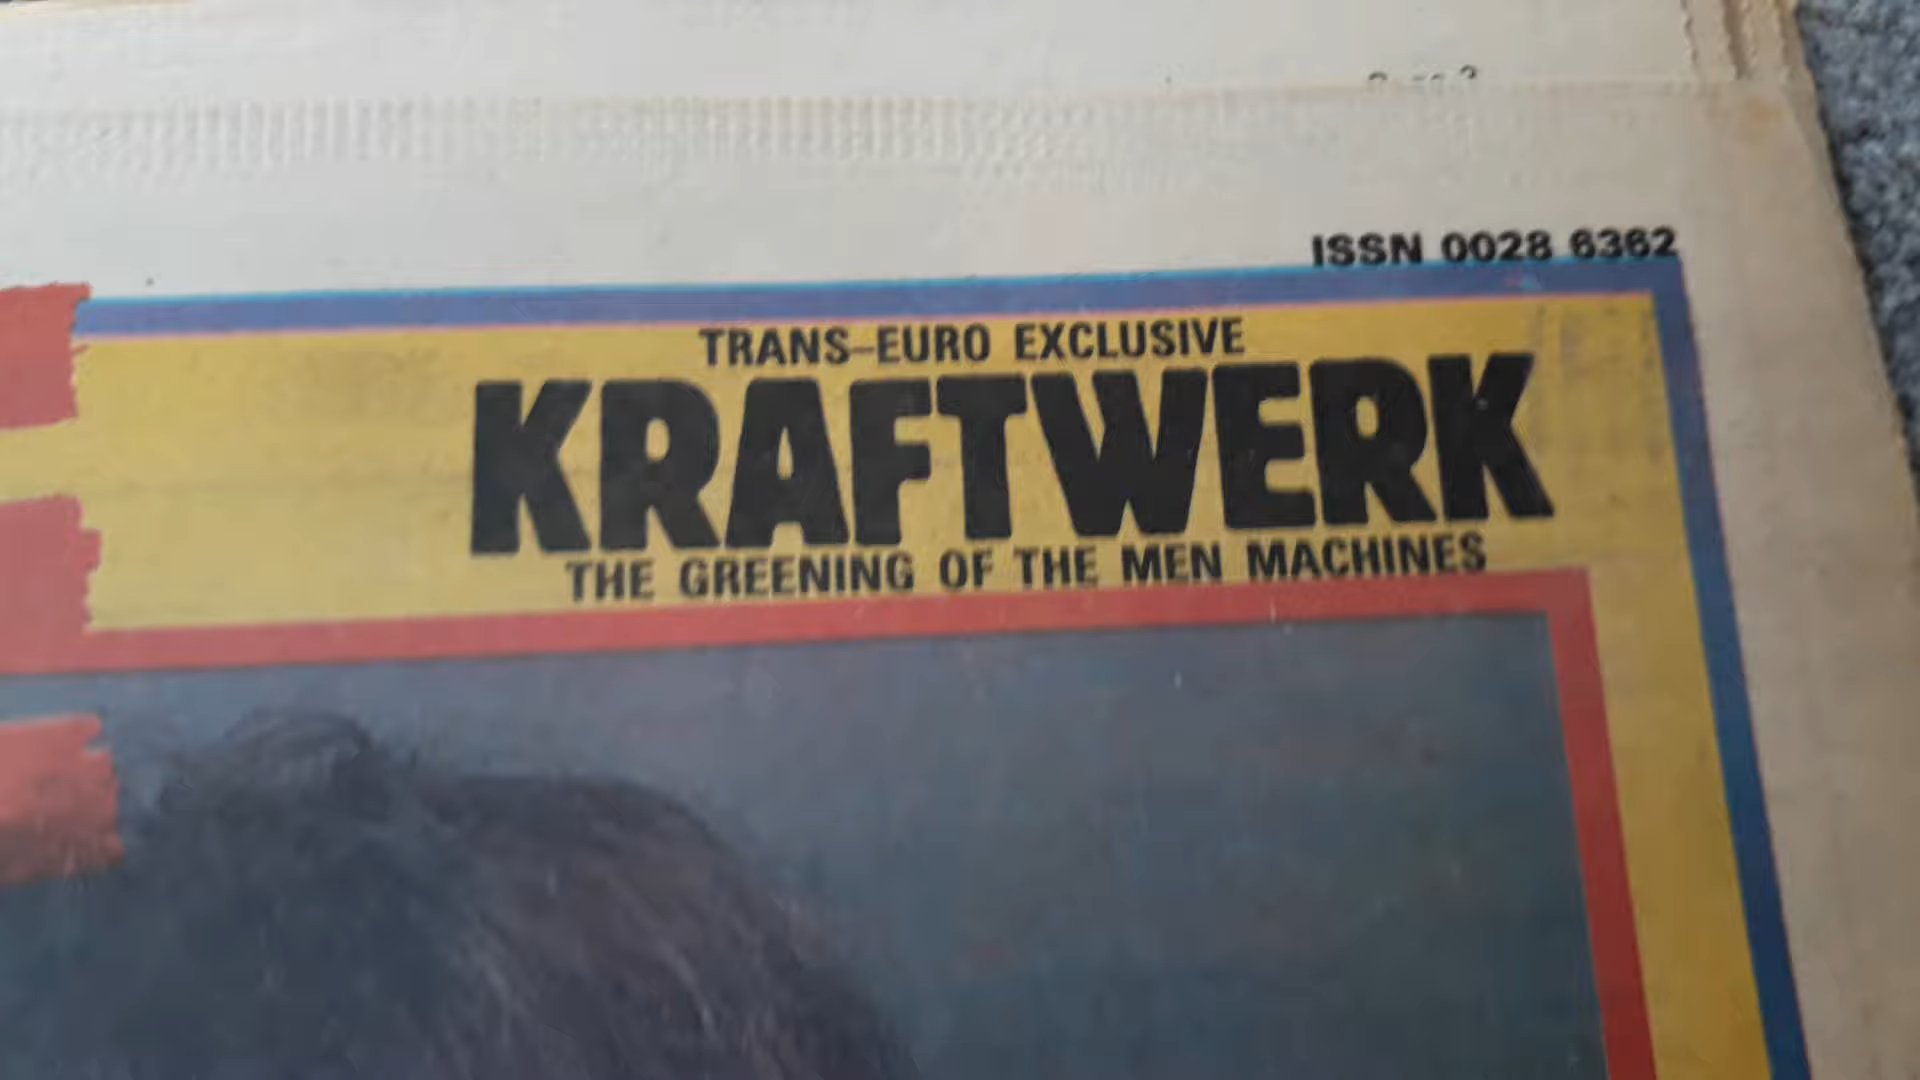 ISSN 0028 6362
TRANS-EURO EXCLUSIVE
KRAFTWERK
THE GREENING OF THE MEN MACHINES